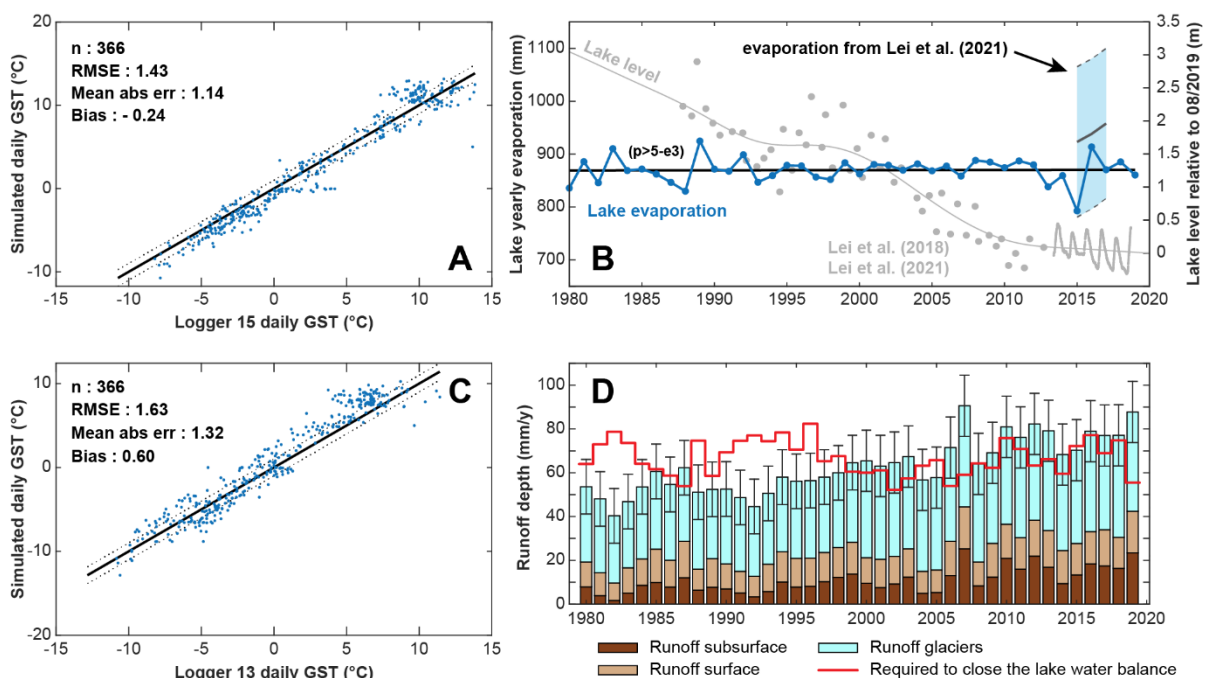 n : 366
RMSE : 1.43
Mean abs err : 1.14
Bias : - 0.24
A
Simulated daily GST (°C)
20
10
0
-10
-15 -10 -5 0 5 10 15
Logger 15 daily GST (°C)
evaporation from Lei et al. (2021)
Lake level
(p>5-e3)
Lake evaporation
B
Lei et al. (2018)
Lei et al. (2021)
Lake yearly evaporation (mm)
1100
1000
900
800
700
Lake level relative to 08/2019 (m)
3.5
3
2.5
2
1.5
1
0.5
0
1980 1985 1990 1995 2000 2005 2010 2015 2020
n : 366
RMSE : 1.63
Mean abs err : 1.32
Bias : 0.60
C
Simulated daily GST (°C)
10
0
-10
-20
-15 -10 -5 0 5 10 15
Logger 13 daily GST (°C)
D
Runoff depth (mm/y)
100
80
60
40
20
0
1980 1985 1990 1995 2000 2005 2010 2015 2020
Runoff subsurface
Runoff glaciers
Runoff surface
Required to close the lake water balance